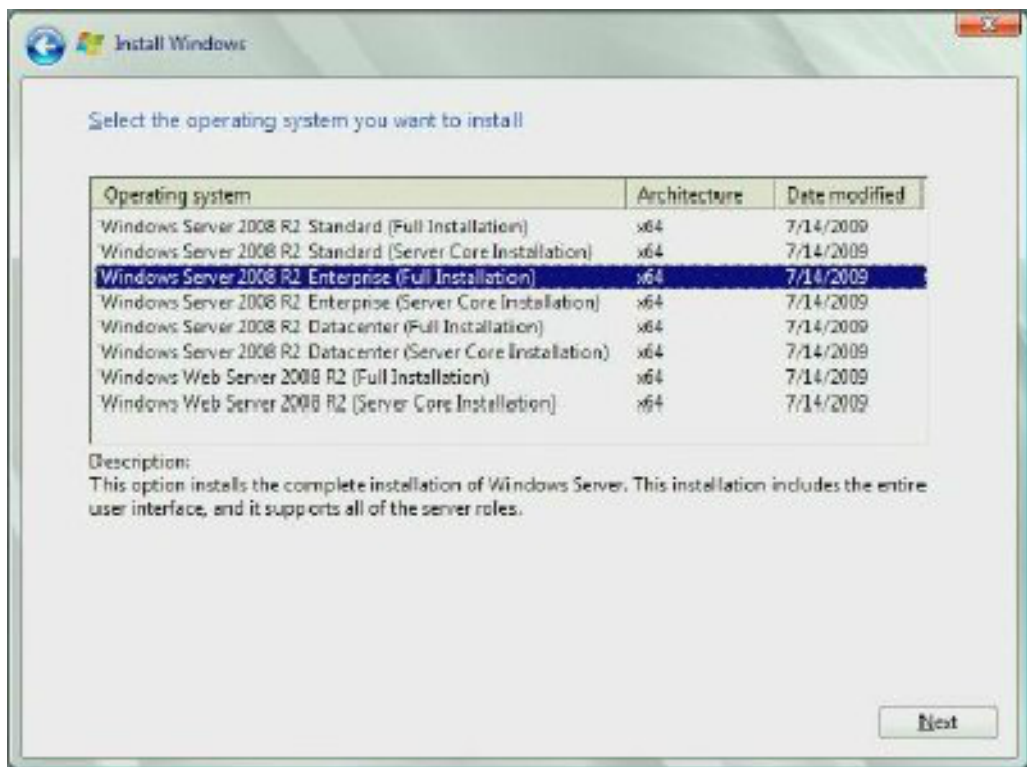 Install Windows
Select the operating system you want to install
Operating system Architecture Date modified
Windows Server 2008 R2 Standard (Full Installation) x64 7/14/2009
Windows Server 2008 R2 Standard (Server Core Installation) x64 7/14/2009
Windows Server 2008 R2 Enterprise (Full Installation) x64 7/14/2009
Windows Server 2008 R2 Enterprise (Server Core Installation) x64 7/14/2009
Windows Server 2008 R2 Datacenter (Full Installation) x64 7/14/2009
Windows Server 2008 R2 Datacenter (Server Core Installation) x64 7/14/2009
Windows Web Server 2008 R2 (Full Installation) x64 7/14/2009
Windows Web Server 2008 R2 (Server Core Installation) x64 7/14/2009
Description:
This option installs the complete installation of Windows Server. This installation includes the entire
user interface, and it supports all of the server roles.
Next